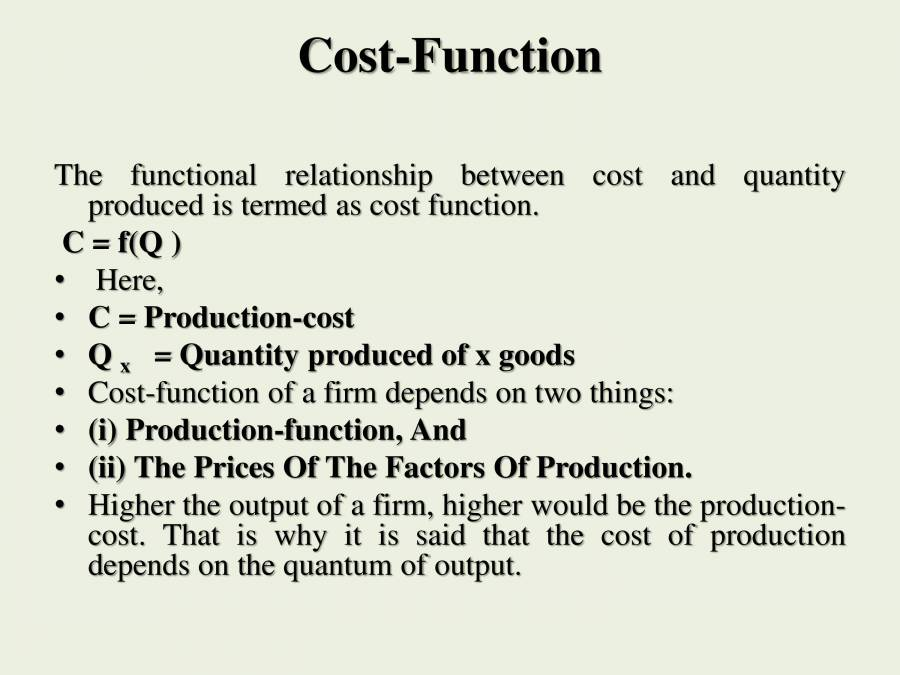 Cost-Function
The functional relationship between cost and quantity
produced is termed as cost function.
C = f(Q )
• Here,
• C = Production-cost
• Q x = Quantity produced of x goods
• Cost-function of a firm depends on two things:
• (i) Production-function, And
• (ii) The Prices Of The Factors Of Production.
• Higher the output of a firm, higher would be the production-
cost. That is why it is said that the cost of production
depends on the quantum of output.